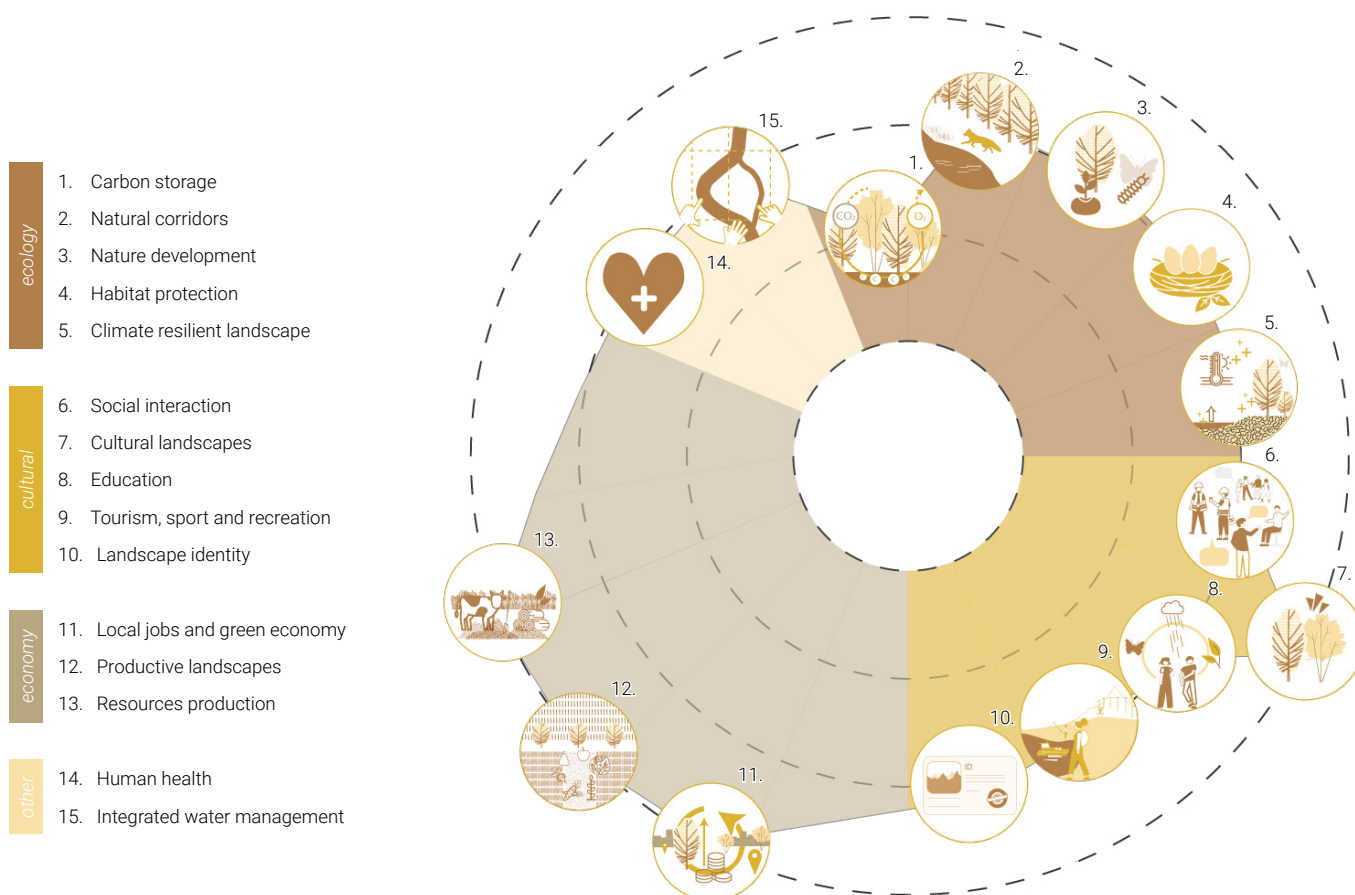 ecology
1. Carbon storage
2. Natural corridors
3. Nature development
4. Habitat protection
5. Climate resilient landscape
cultural
6. Social interaction
7. Cultural landscapes
8. Education
9. Tourism, sport and recreation
10. Landscape identity
economy
11. Local jobs and green economy
12. Productive landscapes
13. Resources production
other
14. Human health
15. Integrated water management
1.
CO₂
O₂
2.
3.
4.
5.
6.
7.
8.
9.
10.
ID
11.
12.
13.
14.
15.